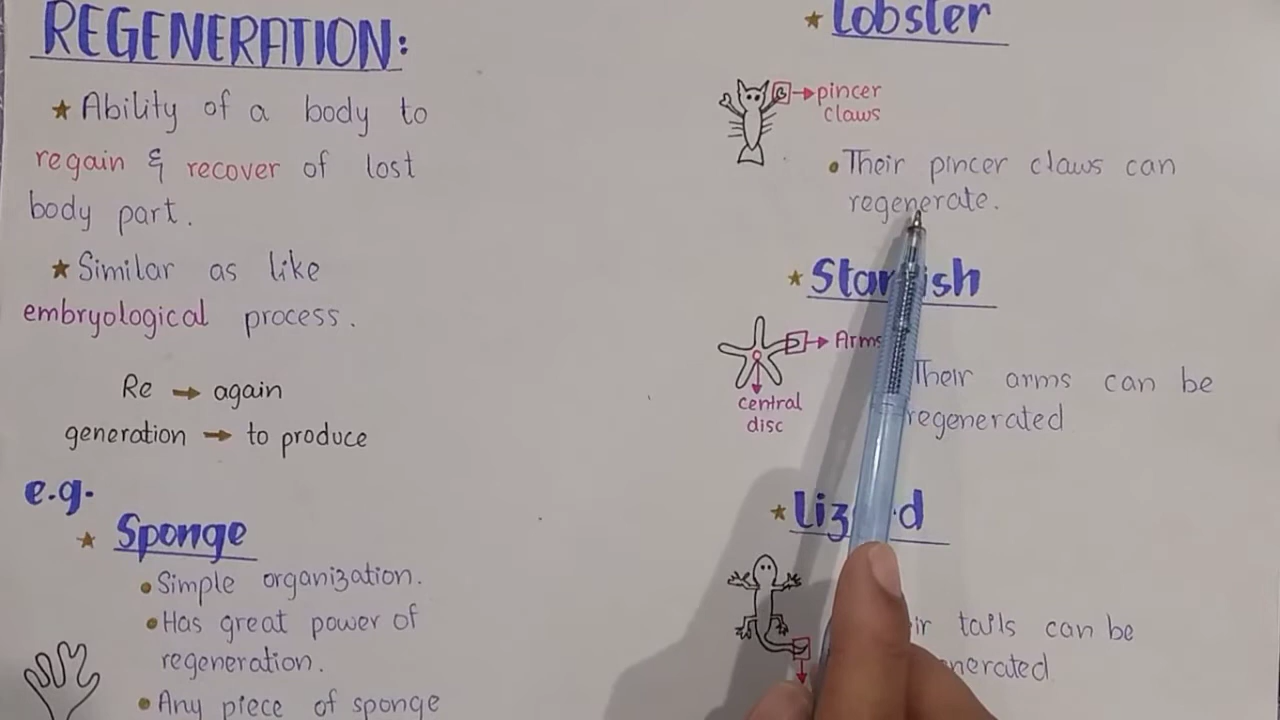 REGENERATION:
Ability of a body to
regain & recover of lost
body part.
Similar as like
embryological process.
Re → again
generation → to produce
e.g.
Sponge
Simple organization.
Has great power of
regeneration.
Any piece of sponge
Lobster
pincer
claws
Their pincer claws can
regenerate.
Starfish
Arms
central
disc
Their arms can be
regenerated
Lizard
tails can be